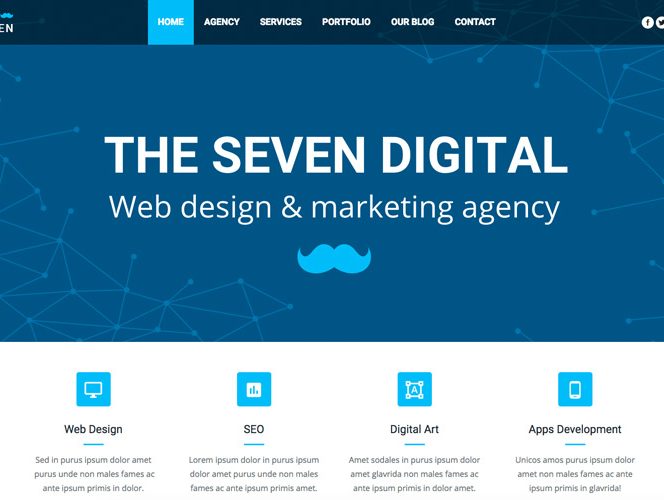 EN
HOME AGENCY SERVICES PORTFOLIO OUR BLOG CONTACT
THE SEVEN DIGITAL
Web design & marketing agency
Web Design
Sed in purus ipsum dolor amet
purus unde non males fames ac
ante ipsum primis in dolor.
SEO
Lorem ipsum dolor in purus ipsum
dolor amet purus unde non males
fames ac ante ipsum primis amet.
Digital Art
Amet sodales in purus ipsum dolor
amet glavrida non males amet fames
ac ante ipsum primis in dolor amet.
Apps Development
Unicos amos purus ipsum dolor
amet non males fames ac ante
ipsum primis in glavrida!